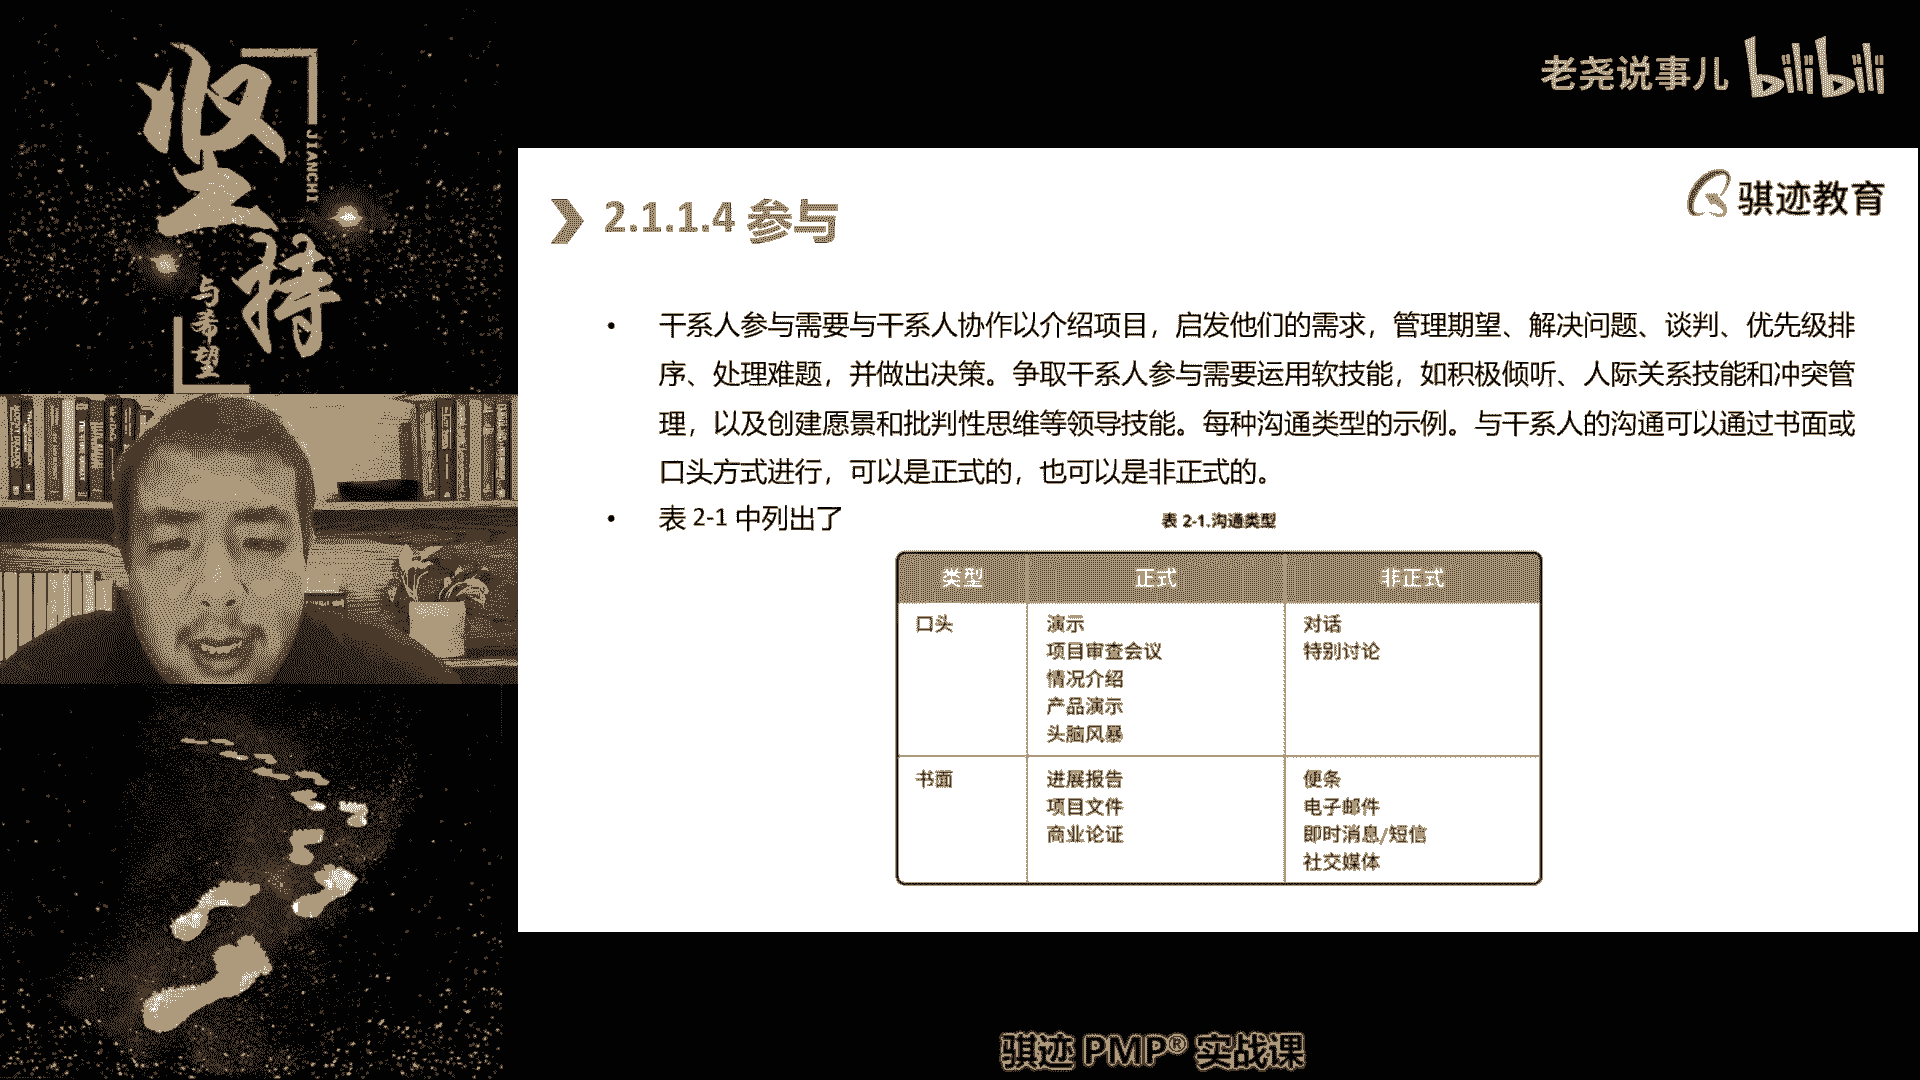 坚持
JIANCHI
与希望
老尧说事儿 bilibili
骐迹教育
2.1.1.4 参与
• 干系人参与需要与干系人协作以介绍项目，启发他们的需求，管理期望、解决问题、谈判、优先级排
序、处理难题，并做出决策。争取干系人参与需要运用软技能，如积极倾听、人际关系技能和冲突管
理，以及创建愿景和批判性思维等领导技能。每种沟通类型的示例。与干系人的沟通可以通过书面或
口头方式进行，可以是正式的，也可以是非正式的。
• 表 2-1 中列出了
表 2-1.沟通类型
类型 正式 非正式
口头 演示 对话
项目审查会议 特别讨论
情况介绍
产品演示
头脑风暴
书面 进展报告 便条
项目文件 电子邮件
商业论证 即时消息/短信
社交媒体
骐迹 PMP® 实战课